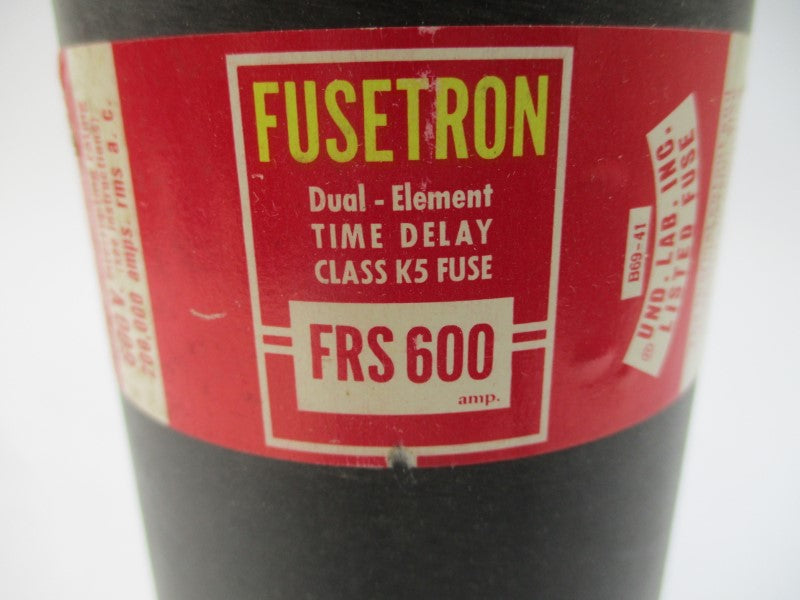 FUSETRON
Dual - Element
TIME DELAY
CLASS K5 FUSE
FRS 600
amp.
B69-41
UND. LAB. INC.
LISTED FUSE
200,000 amps. rms a. c.